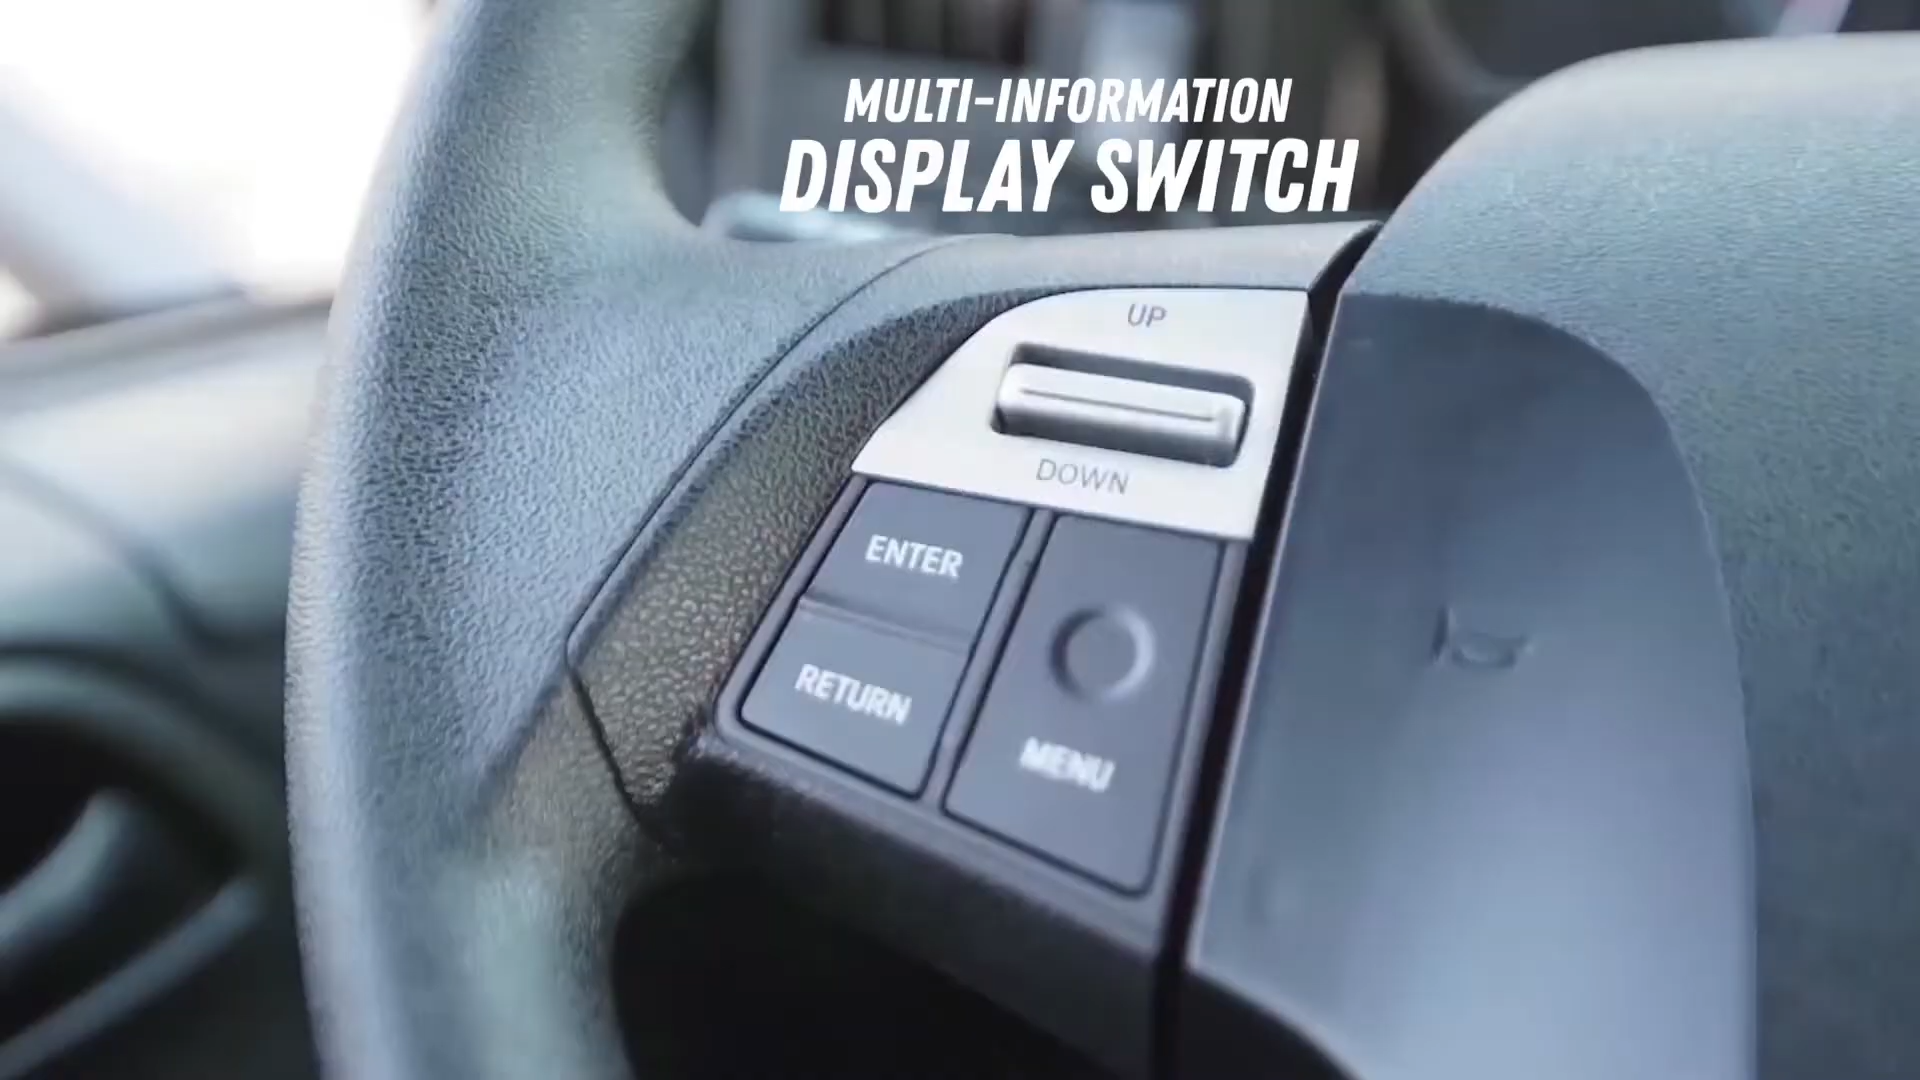 MULTI-INFORMATION
DISPLAY SWITCH
UP
DOWN
ENTER
RETURN
MENU